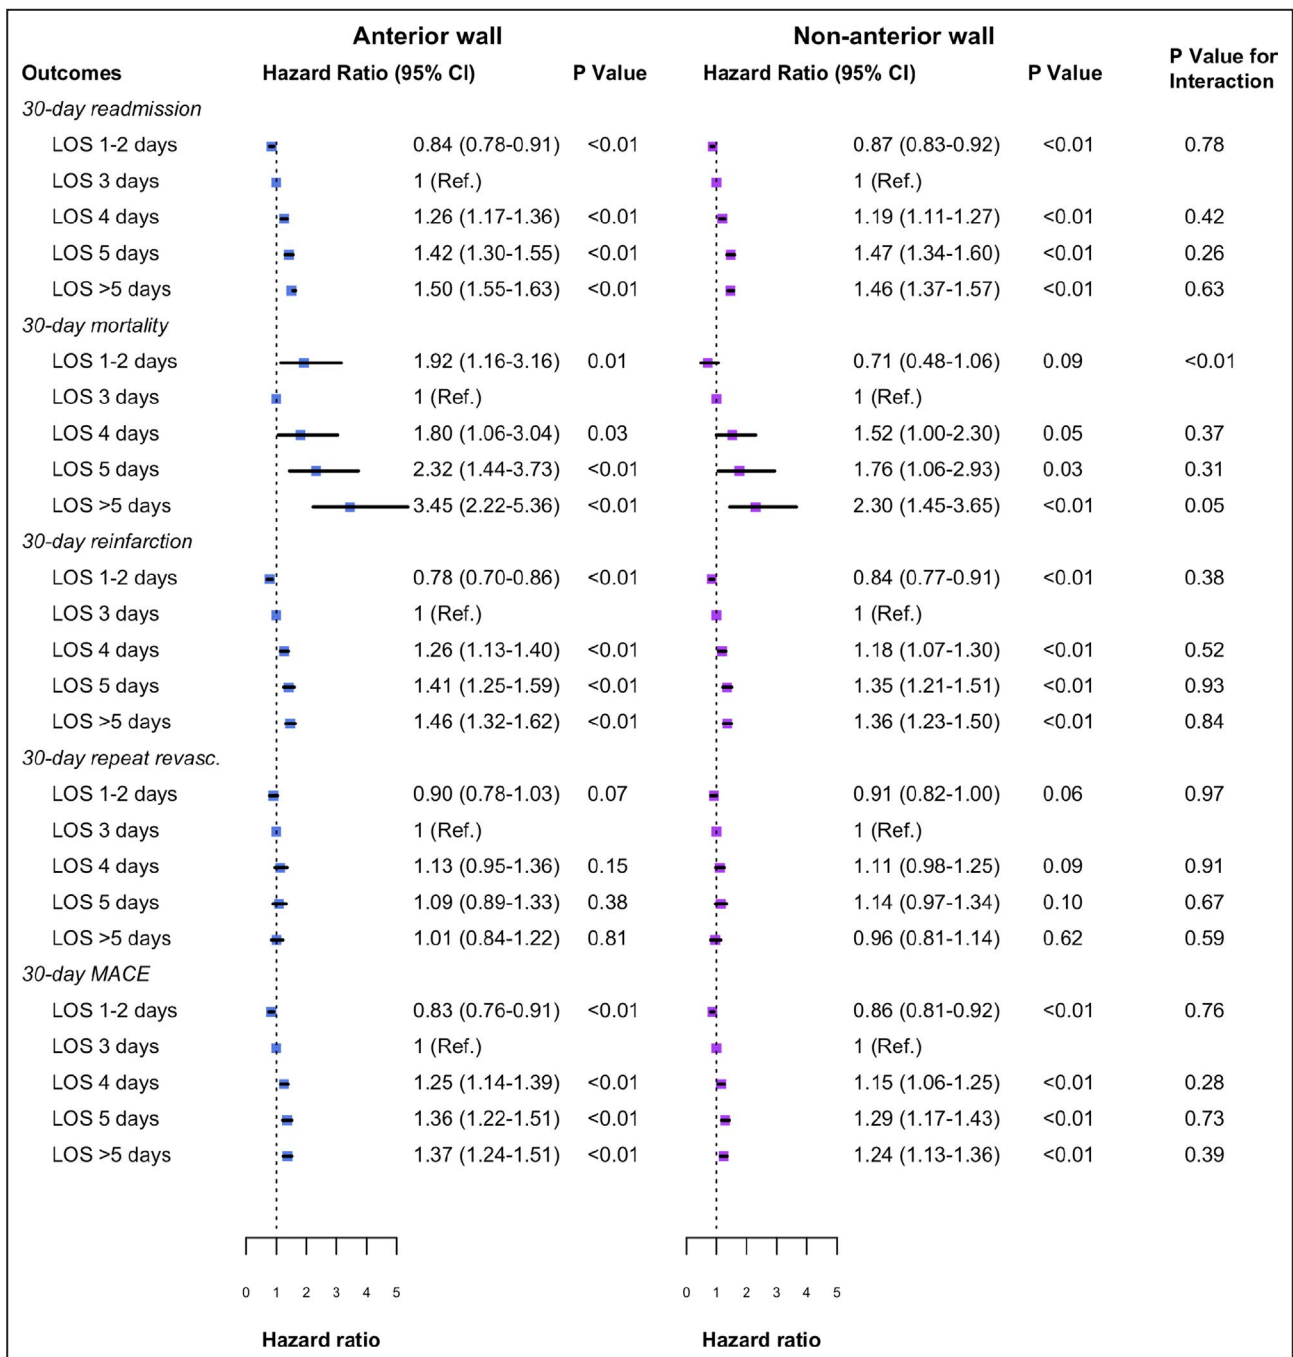 Anterior wall Non-anterior wall
Outcomes Hazard Ratio (95% CI) P Value Hazard Ratio (95% CI) P Value P Value for Interaction
30-day readmission
LOS 1-2 days 0.84 (0.78-0.91) <0.01 0.87 (0.83-0.92) <0.01 0.78
LOS 3 days 1 (Ref.) 1 (Ref.)
LOS 4 days 1.26 (1.17-1.36) <0.01 1.19 (1.11-1.27) <0.01 0.42
LOS 5 days 1.42 (1.30-1.55) <0.01 1.47 (1.34-1.60) <0.01 0.26
LOS >5 days 1.50 (1.55-1.63) <0.01 1.46 (1.37-1.57) <0.01 0.63
30-day mortality
LOS 1-2 days 1.92 (1.16-3.16) 0.01 0.71 (0.48-1.06) 0.09 <0.01
LOS 3 days 1 (Ref.) 1 (Ref.)
LOS 4 days 1.80 (1.06-3.04) 0.03 1.52 (1.00-2.30) 0.05 0.37
LOS 5 days 2.32 (1.44-3.73) <0.01 1.76 (1.06-2.93) 0.03 0.31
LOS >5 days 3.45 (2.22-5.36) <0.01 2.30 (1.45-3.65) <0.01 0.05
30-day reinfarction
LOS 1-2 days 0.78 (0.70-0.86) <0.01 0.84 (0.77-0.91) <0.01 0.38
LOS 3 days 1 (Ref.) 1 (Ref.)
LOS 4 days 1.26 (1.13-1.40) <0.01 1.18 (1.07-1.30) <0.01 0.52
LOS 5 days 1.41 (1.25-1.59) <0.01 1.35 (1.21-1.51) <0.01 0.93
LOS >5 days 1.46 (1.32-1.62) <0.01 1.36 (1.23-1.50) <0.01 0.84
30-day repeat revasc.
LOS 1-2 days 0.90 (0.78-1.03) 0.07 0.91 (0.82-1.00) 0.06 0.97
LOS 3 days 1 (Ref.) 1 (Ref.)
LOS 4 days 1.13 (0.95-1.36) 0.15 1.11 (0.98-1.25) 0.09 0.91
LOS 5 days 1.09 (0.89-1.33) 0.38 1.14 (0.97-1.34) 0.10 0.67
LOS >5 days 1.01 (0.84-1.22) 0.81 0.96 (0.81-1.14) 0.62 0.59
30-day MACE
LOS 1-2 days 0.83 (0.76-0.91) <0.01 0.86 (0.81-0.92) <0.01 0.76
LOS 3 days 1 (Ref.) 1 (Ref.)
LOS 4 days 1.25 (1.14-1.39) <0.01 1.15 (1.06-1.25) <0.01 0.28
LOS 5 days 1.36 (1.22-1.51) <0.01 1.29 (1.17-1.43) <0.01 0.73
LOS >5 days 1.37 (1.24-1.51) <0.01 1.24 (1.13-1.36) <0.01 0.39
0 1 2 3 4 5 0 1 2 3 4 5
Hazard ratio Hazard ratio